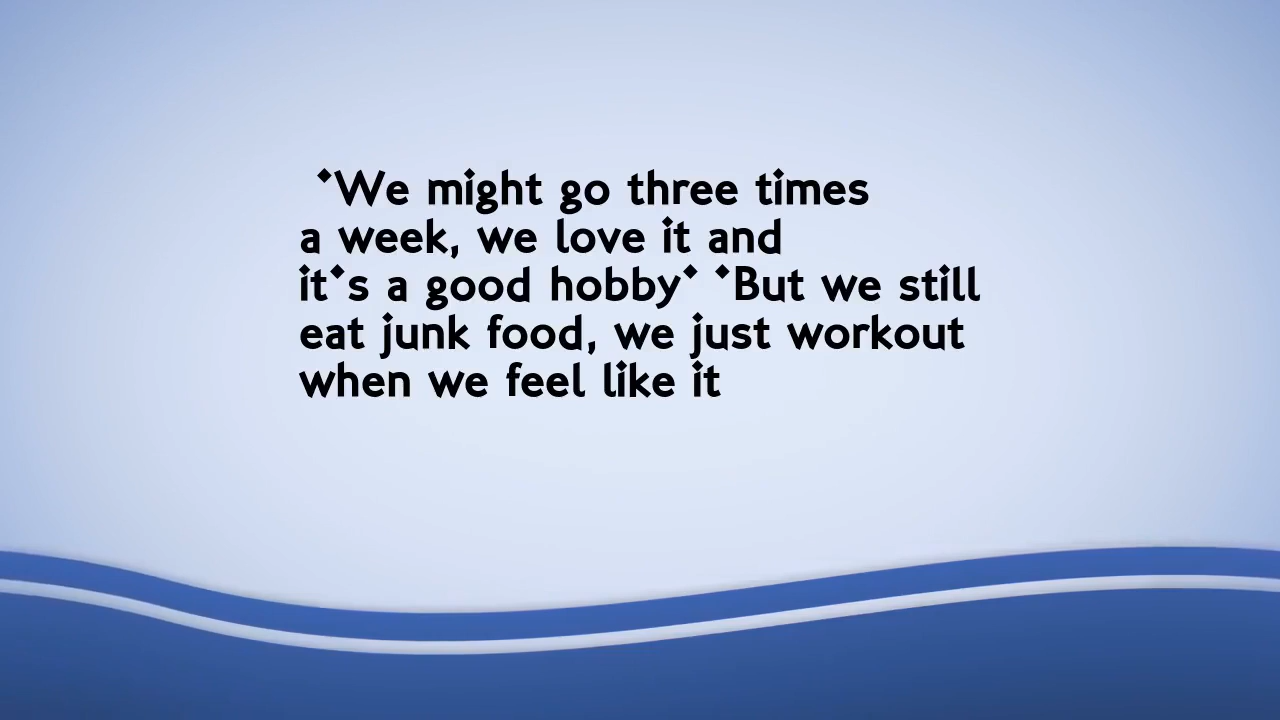 'We might go three times
a week, we love it and
it's a good hobby' 'But we still
eat junk food, we just workout
when we feel like it